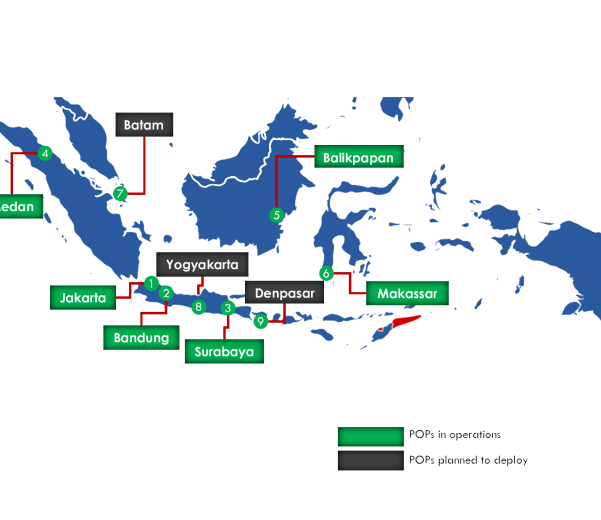 Batam
4
Balikpapan
7
edan
5
Yogyakarta
6
1
Denpasar
Jakarta
2
Makassar
8
3
9
Bandung
Surabaya
POPs in operations
POPs planned to deploy